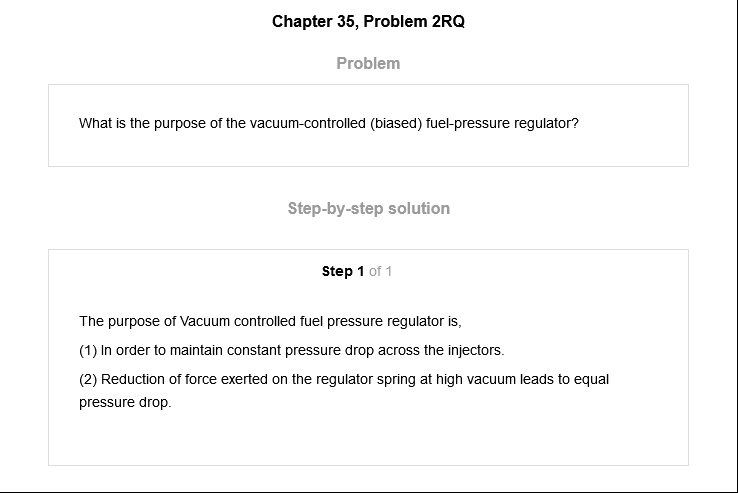 Chapter 35, Problem 2RQ
Problem
What is the purpose of the vacuum-controlled (biased) fuel-pressure regulator?
Step-by-step solution
Step 1 of 1
The purpose of Vacuum controlled fuel pressure regulator is,
(1) In order to maintain constant pressure drop across the injectors.
(2) Reduction of force exerted on the regulator spring at high vacuum leads to equal
pressure drop.